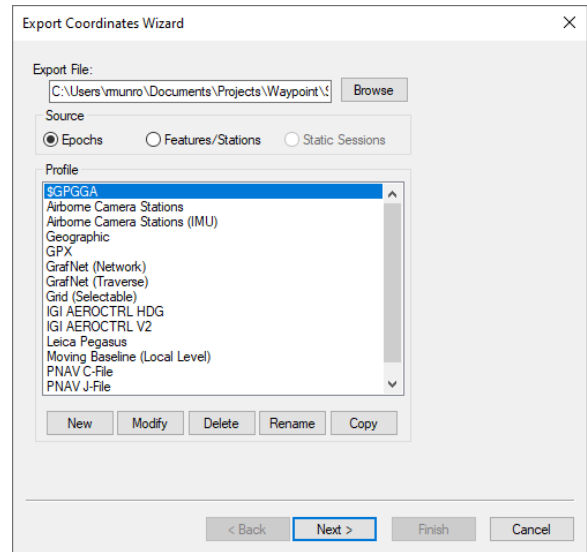 Export Coordinates Wizard
Export File:
C:\Users\rmunro\Documents\Projects\Waypoint\
Browse
Source
Epochs Features/Stations Static Sessions
Profile
$GPGGA
Airborne Camera Stations
Airborne Camera Stations (IMU)
Geographic
GPX
GrafNet (Network)
GrafNet (Traverse)
Grid (Selectable)
IGI AEROCTRL HDG
IGI AEROCTRL V2
Leica Pegasus
Moving Baseline (Local Level)
PNAV C-File
PNAV J-File
New Modify Delete Rename Copy
< Back Next > Finish Cancel